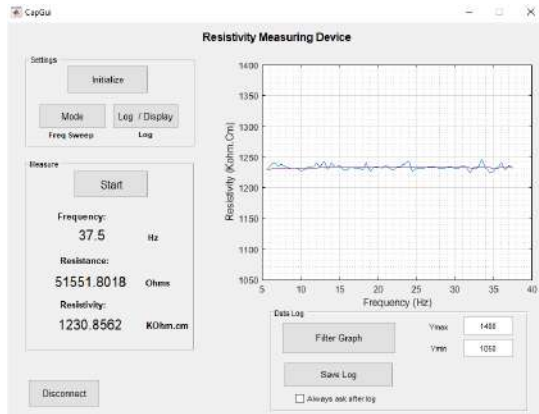 CapGui
Resistivity Measuring Device
Settings
Initialize
Mode
Log / Display
Freq Sweep
Log
Measure
Start
Frequency:
37.5 Hz
Resistance:
51551.8018 Ohms
Resistivity:
1230.8562 KOhm.cm
Disconnect
Resistivity (Kohm.Cm)
1400
1350
1300
1250
1200
1150
1100
1050
5 10 15 20 25 30 35 40
Frequency (Hz)
Data Log
Filter Graph
Ymax 1400
Ymin 1050
Save Log
Always ask after log